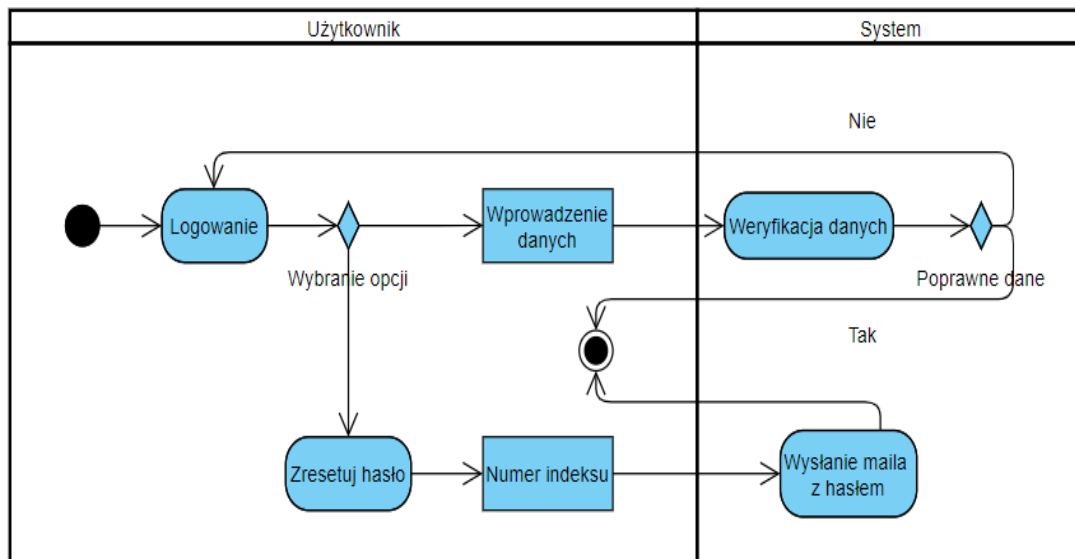 Użytkownik
System
Nie
Logowanie
Wprowadzenie
danych
Weryfikacja danych
Wybranie opcji
Poprawne dane
Tak
Zresetuj hasło
Numer indeksu
Wysłanie maila
z hasłem